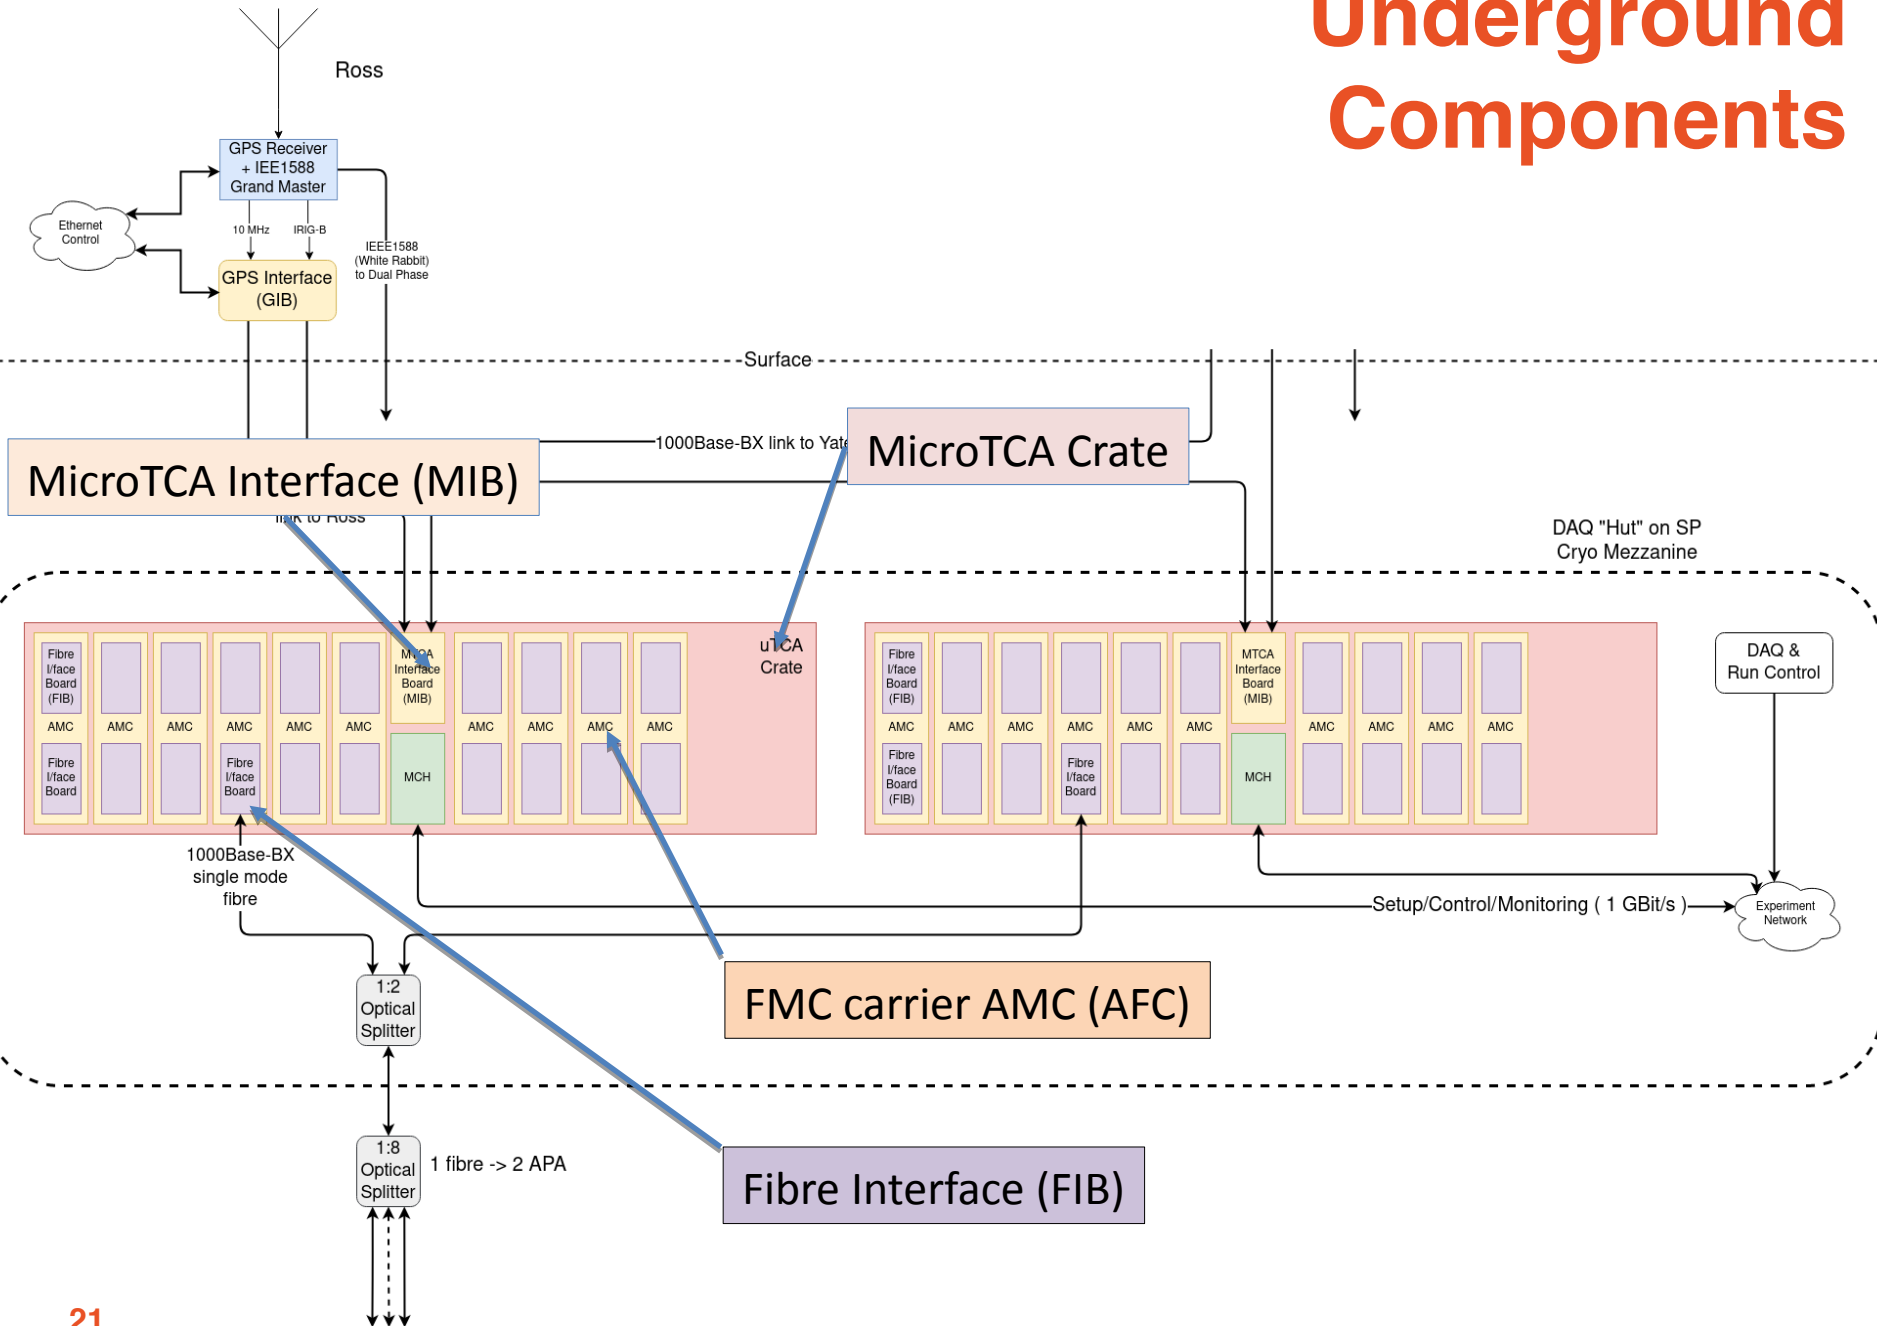 Underground
Components
Ross
GPS Receiver
+ IEE1588
Grand Master
Ethernet
Control
10 MHz
IRIG-B
IEEE1588
(White Rabbit)
to Dual Phase
GPS Interface
(GIB)
Surface
1000Base-BX link to Yate
MicroTCA Crate
MicroTCA Interface (MIB)
link to Ross
DAQ "Hut" on SP
Cryo Mezzanine
uTCA
Crate
Fibre
I/face
Board
(FIB)
MTCA
Interface
Board
(MIB)
AMC
AMC
AMC
AMC
AMC
AMC
AMC
AMC
AMC
AMC
Fibre
I/face
Board
Fibre
I/face
Board
MCH
Fibre
I/face
Board
(FIB)
MTCA
Interface
Board
(MIB)
AMC
AMC
AMC
AMC
AMC
AMC
AMC
AMC
AMC
AMC
Fibre
I/face
Board
(FIB)
Fibre
I/face
Board
MCH
DAQ &
Run Control
1000Base-BX
single mode
fibre
Setup/Control/Monitoring ( 1 GBit/s )
Experiment
Network
1:2
Optical
Splitter
FMC carrier AMC (AFC)
1:8
Optical
Splitter
1 fibre -> 2 APA
Fibre Interface (FIB)
21